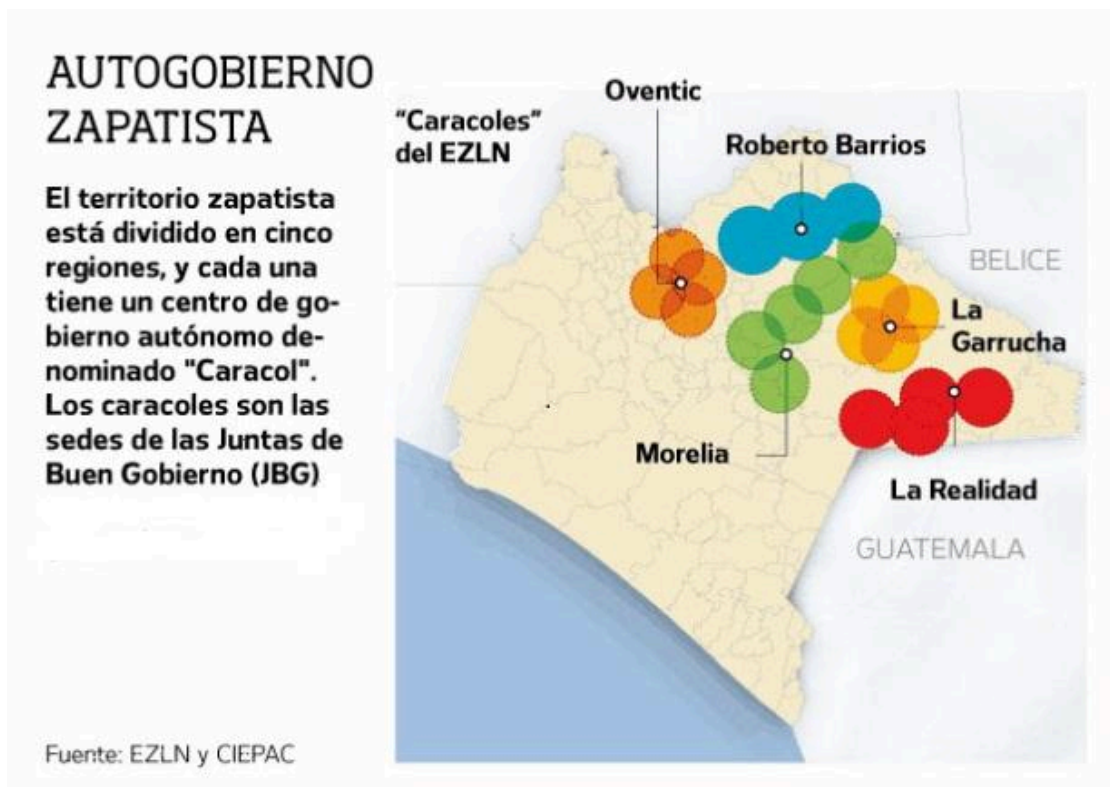 AUTOGOBIERNO
ZAPATISTA
El territorio zapatista
está dividido en cinco
regiones, y cada una
tiene un centro de go-
bierno autónomo de-
nominado "Caracol".
Los caracoles son las
sedes de las Juntas de
Buen Gobierno (JBG)
Fuente: EZLN y CIEPAC
“Caracoles”
del EZLN
Oventic
Roberto Barrios
BELICE
La
Garrucha
Morelia
La Realidad
GUATEMALA